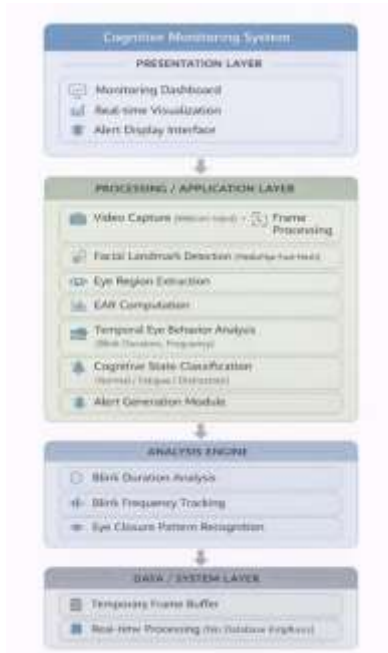 Cognitive Monitoring System
PRESENTATION LAYER
Monitoring Dashboard
Real-time Visualization
Alert Display Interface
PROCESSING / APPLICATION LAYER
Video Capture (Webcam Input) Frame
Processing
Facial Landmark Detection (MediaPipe Face Mesh)
Eye Region Extraction
EAR Computation
Temporal Eye Behavior Analysis
(Blink Duration, Frequency)
Cognitive State Classification
(Normal / Fatigue / Distraction)
Alert Generation Module
ANALYSIS ENGINE
Blink Duration Analysis
Blink Frequency Tracking
Eye Closure Pattern Recognition
DATA / SYSTEM LAYER
Temporary Frame Buffer
Real-time Processing (No Database